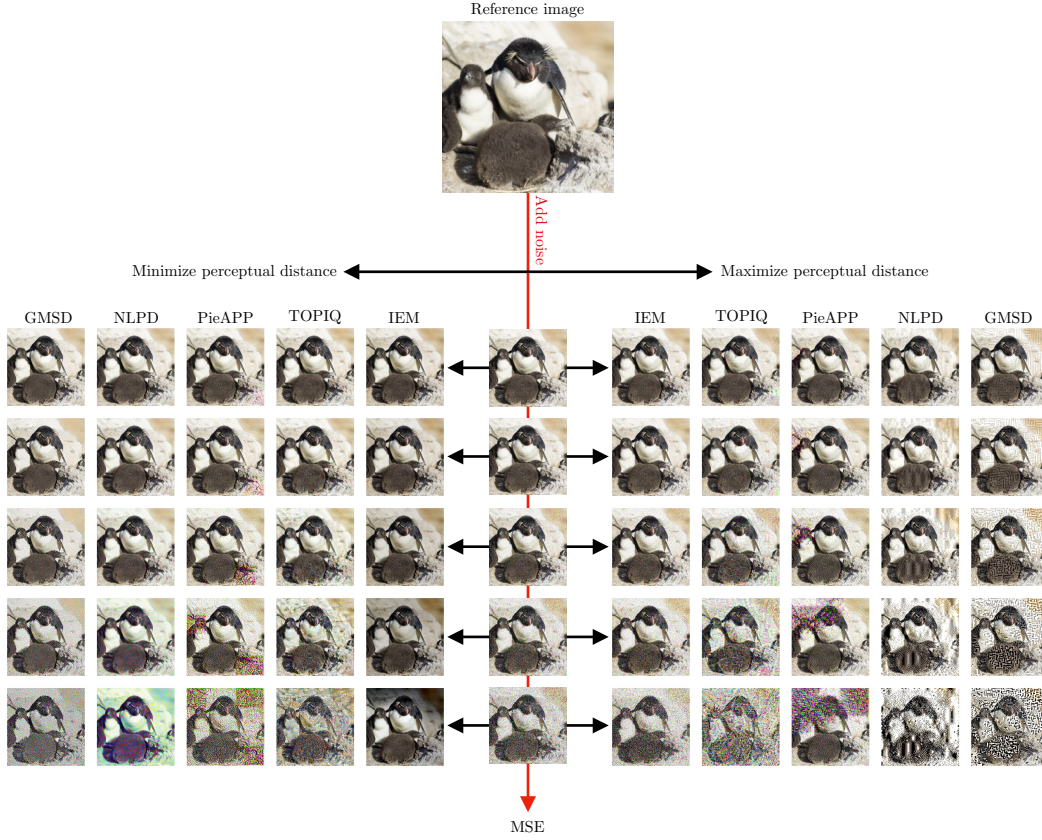 Reference image
Add noise
Minimize perceptual distance
Maximize perceptual distance
GMSD NLPD PieAPP TOPIQ IEM IEM TOPIQ PieAPP NLPD GMSD
MSE